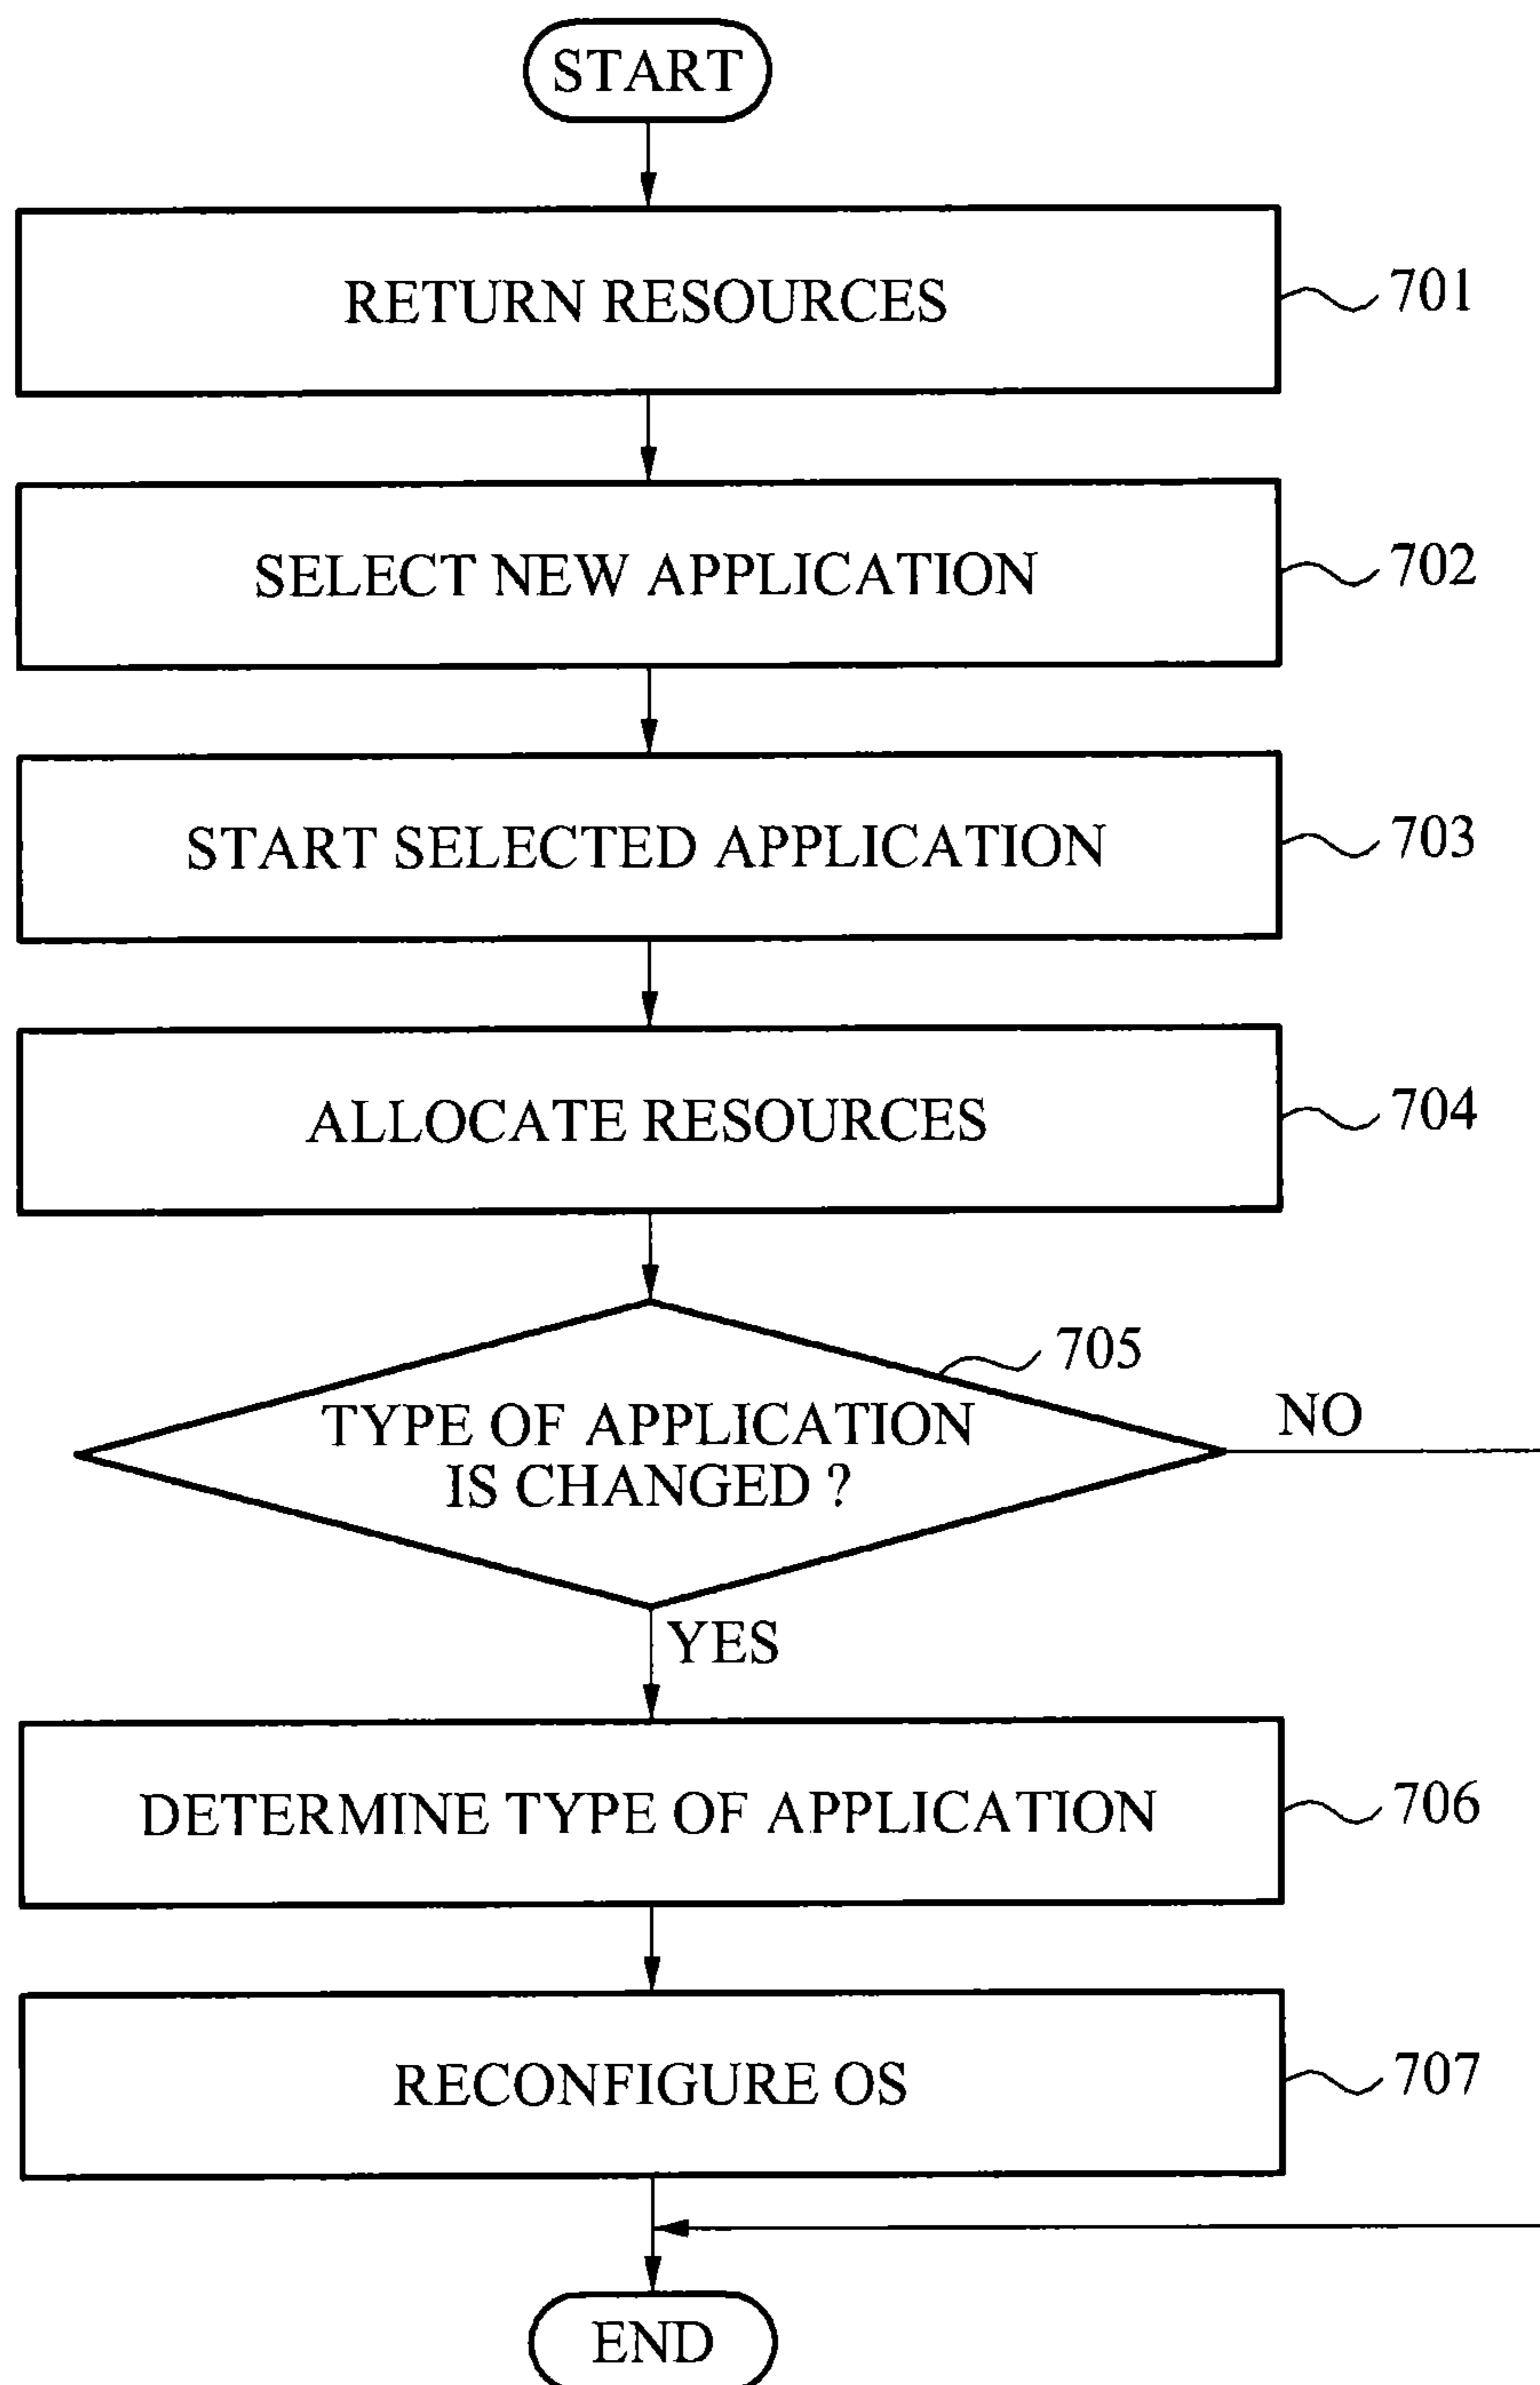 START
RETURN RESOURCES
701
SELECT NEW APPLICATION
702
START SELECTED APPLICATION
703
ALLOCATE RESOURCES
704
705
TYPE OF APPLICATION
IS CHANGED ?
NO
YES
DETERMINE TYPE OF APPLICATION
706
RECONFIGURE OS
707
END